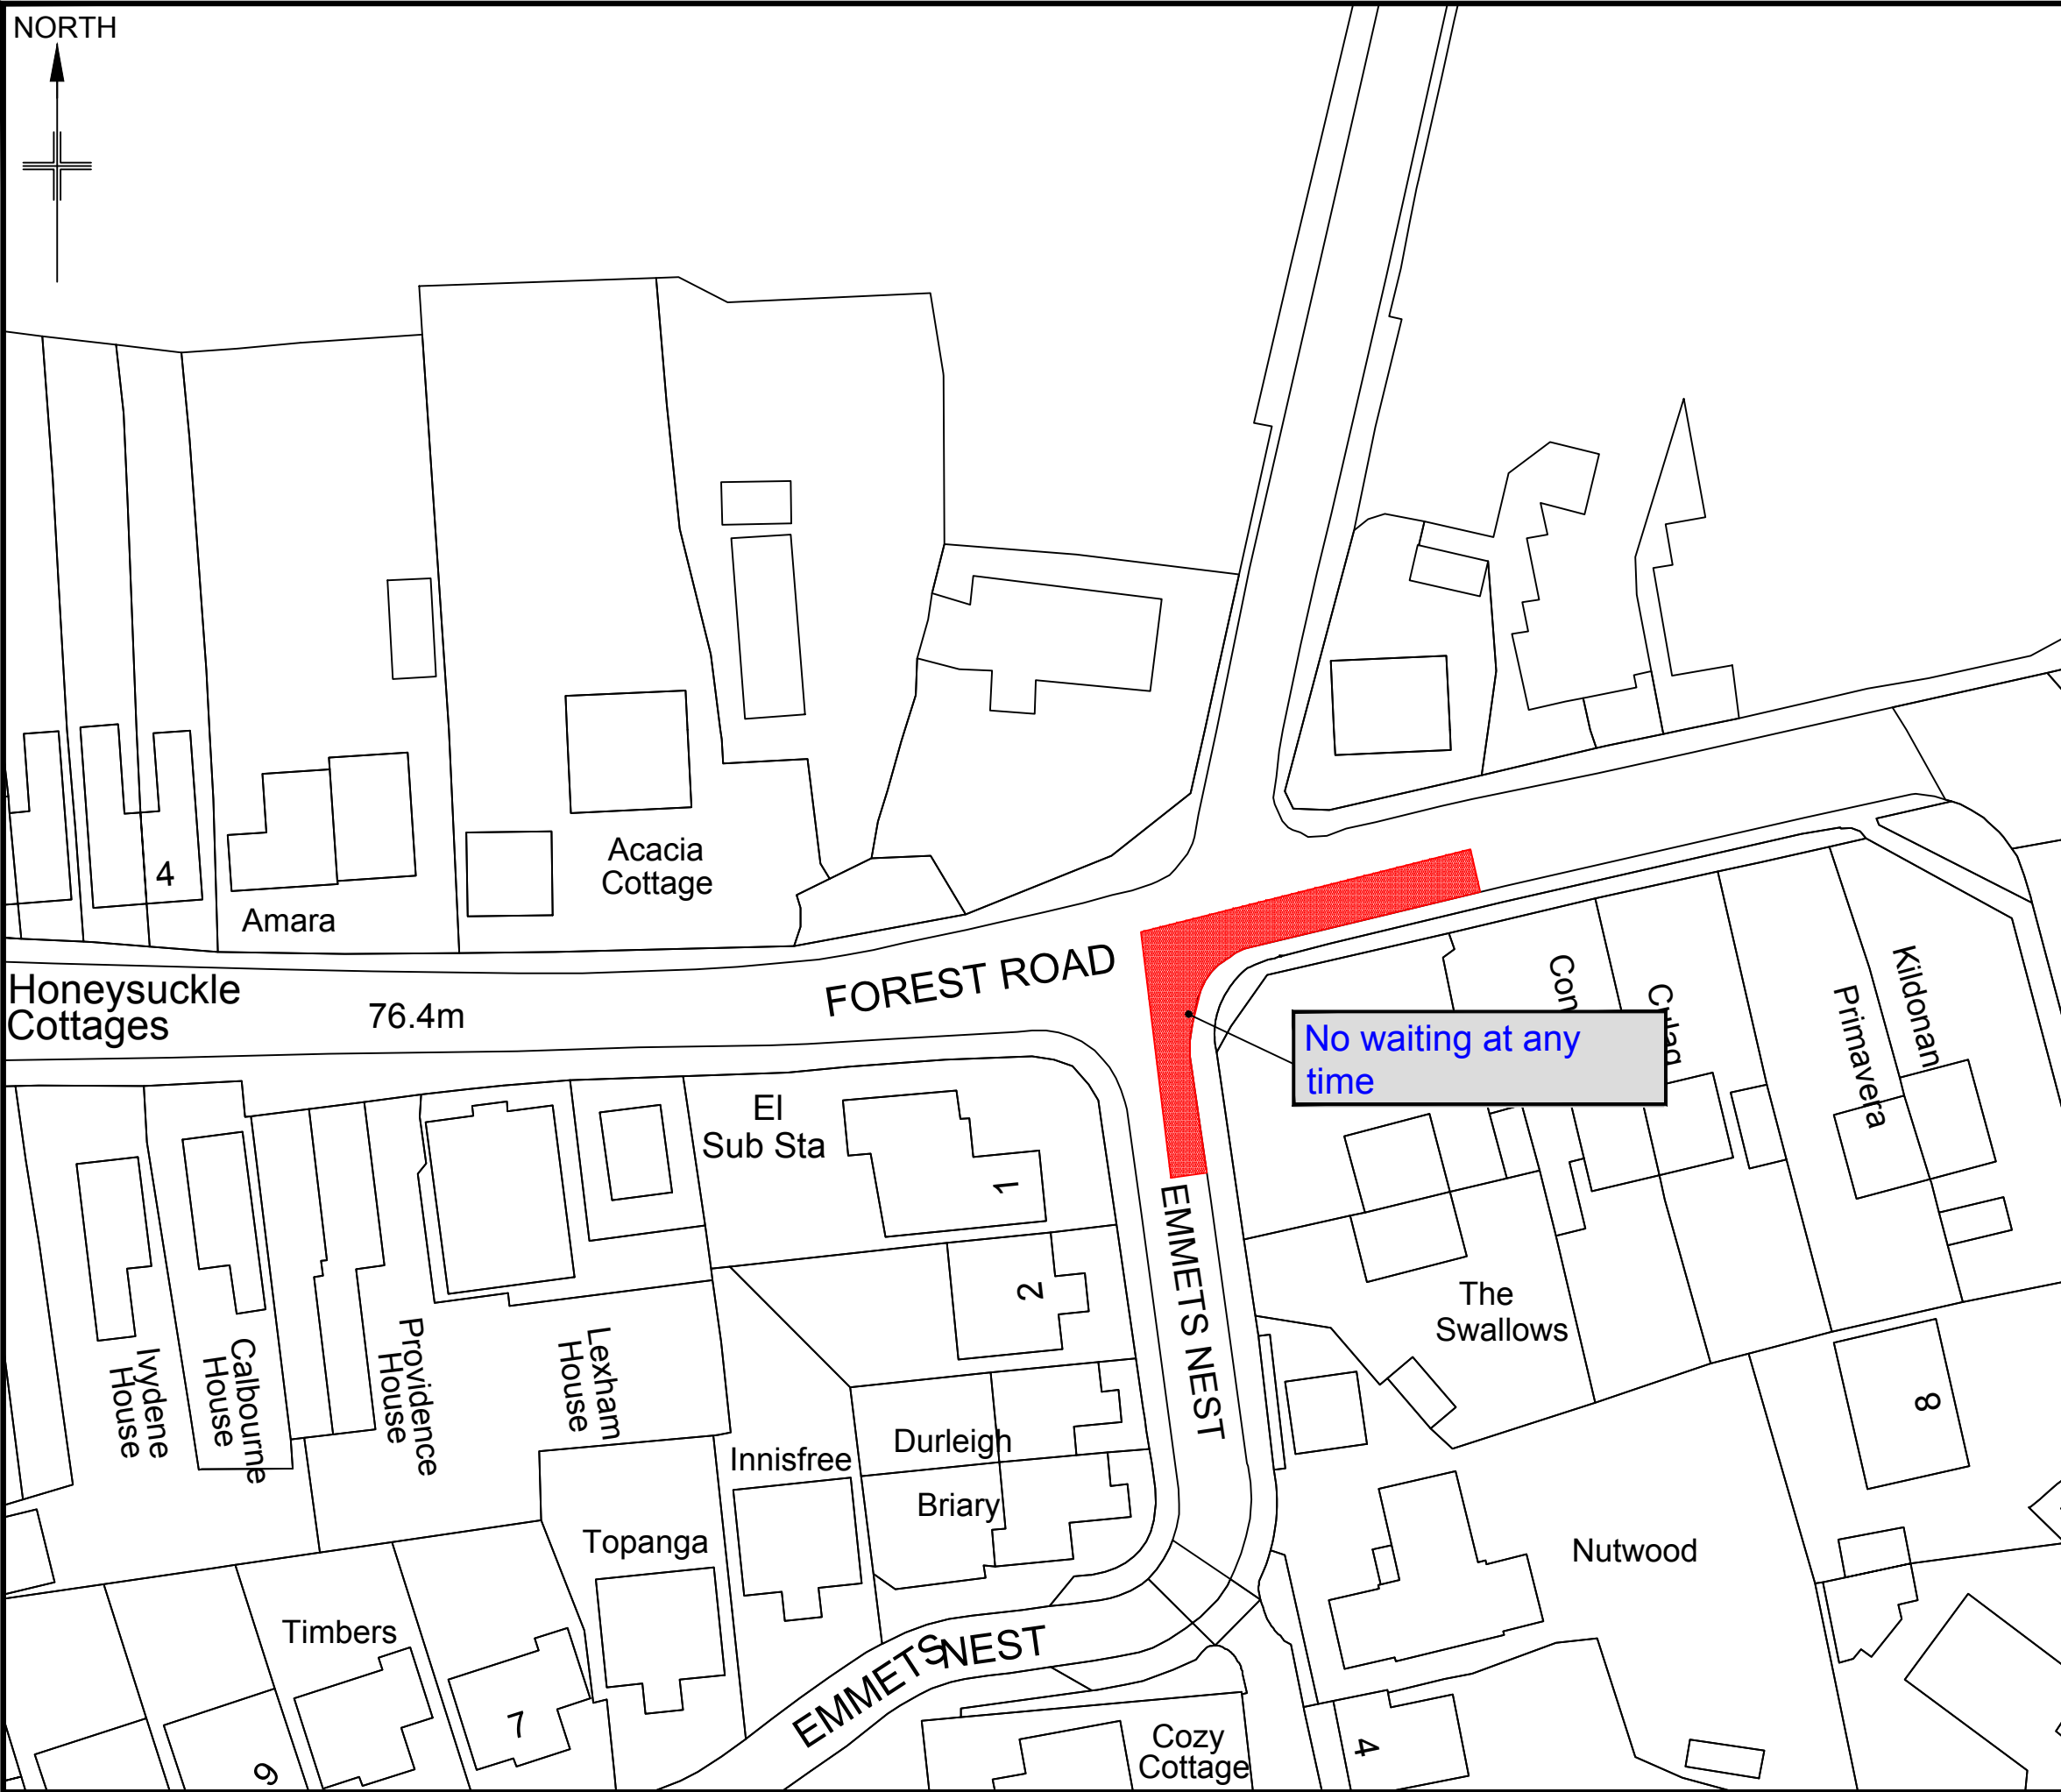 NORTH
4
Amara
Acacia
Cottage
Honeysuckle
Cottages
76.4m
FOREST ROAD
Kildonan
Primavera
No waiting at any
time
El
Sub Sta
1
EMMETS NEST
2
The
Swallows
8
Ivydene
House
Calbourne
House
Providence
House
Lexham
House
Innisfree
Durleigh
Briary
Topanga
Nutwood
Timbers
EMMETS NEST
7
9
Cozy
Cottage
4